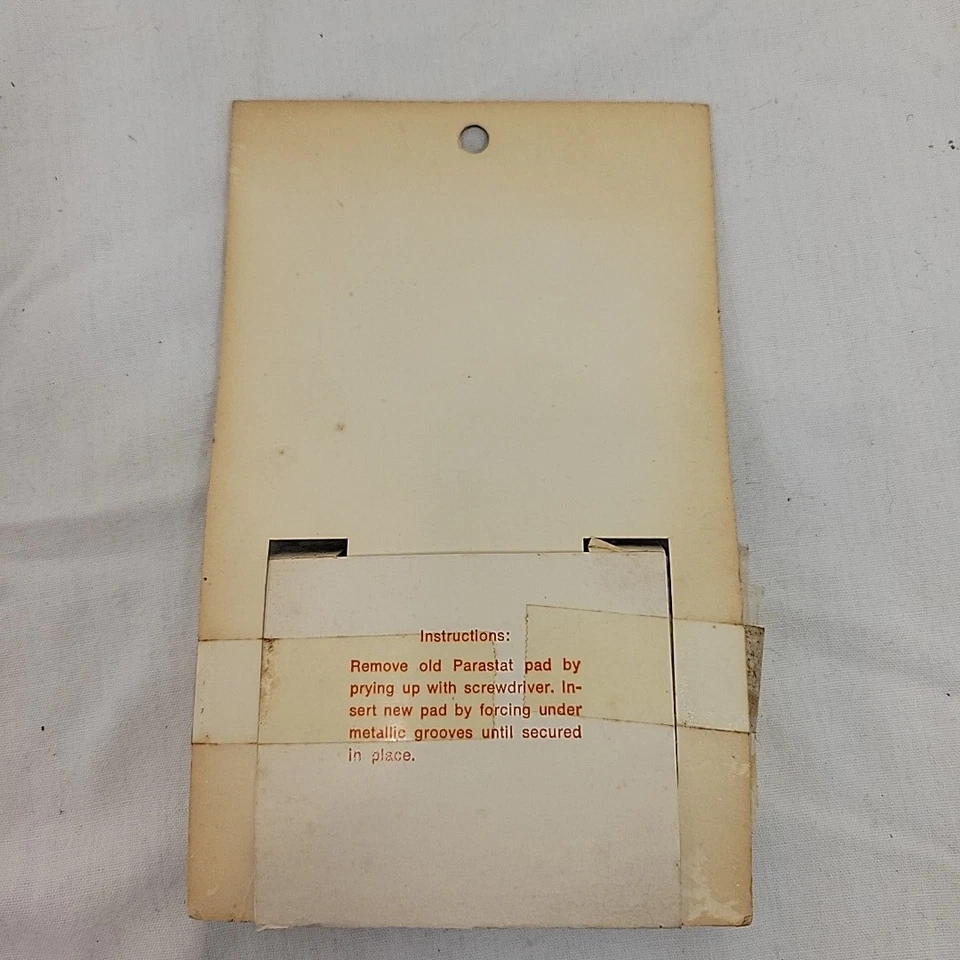 Instructions:
Remove old Parastat pad by
prying up with screwdriver. In-
sert new pad by forcing under
metallic grooves until secured
in place.